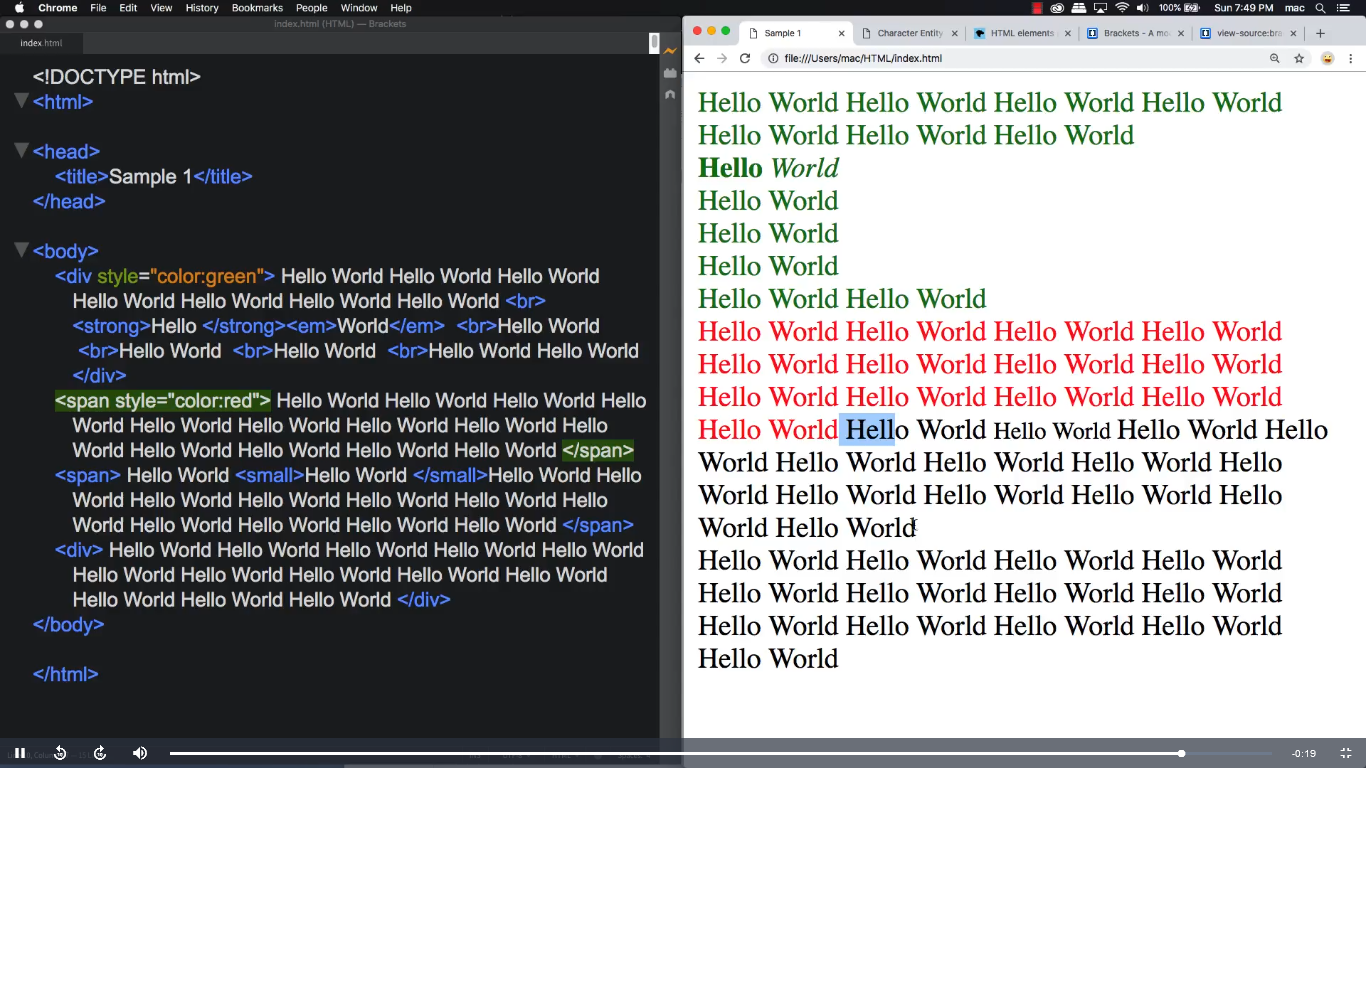 Chrome File Edit View History Bookmarks People Window Help
100% Sun 7:49 PM mac
index.html (HTML) — Brackets
index.html
<!DOCTYPE html>
<html>
<head>
<title>Sample 1</title>
</head>
<body>
<div style="color:green"> Hello World Hello World Hello World
Hello World Hello World Hello World Hello World <br>
<strong>Hello </strong><em>World</em> <br>Hello World
<br>Hello World <br>Hello World <br>Hello World Hello World
</div>
<span style="color:red"> Hello World Hello World Hello World Hello
World Hello World Hello World Hello World Hello World Hello
World Hello World Hello World Hello World Hello World </span>
<span> Hello World <small>Hello World </small>Hello World Hello
World Hello World Hello World Hello World Hello World Hello
World Hello World Hello World Hello World Hello World </span>
<div> Hello World Hello World Hello World Hello World Hello World
Hello World Hello World Hello World Hello World Hello World
Hello World Hello World Hello World </div>
</body>
</html>
Sample 1
Character Entity
HTML elements
Brackets - A mo
view-source:bra
file:///Users/mac/HTML/index.html
Hello World Hello World Hello World Hello World
Hello World Hello World Hello World
Hello World
Hello World
Hello World
Hello World
Hello World Hello World
Hello World Hello World Hello World Hello World
Hello World Hello World Hello World Hello World
Hello World Hello World Hello World Hello World
Hello World Hello World Hello World Hello World Hello
World Hello World Hello World Hello World Hello
World Hello World Hello World Hello World Hello
World Hello World
Hello World Hello World Hello World Hello World
Hello World Hello World Hello World Hello World
Hello World Hello World Hello World Hello World
Hello World
-0:19